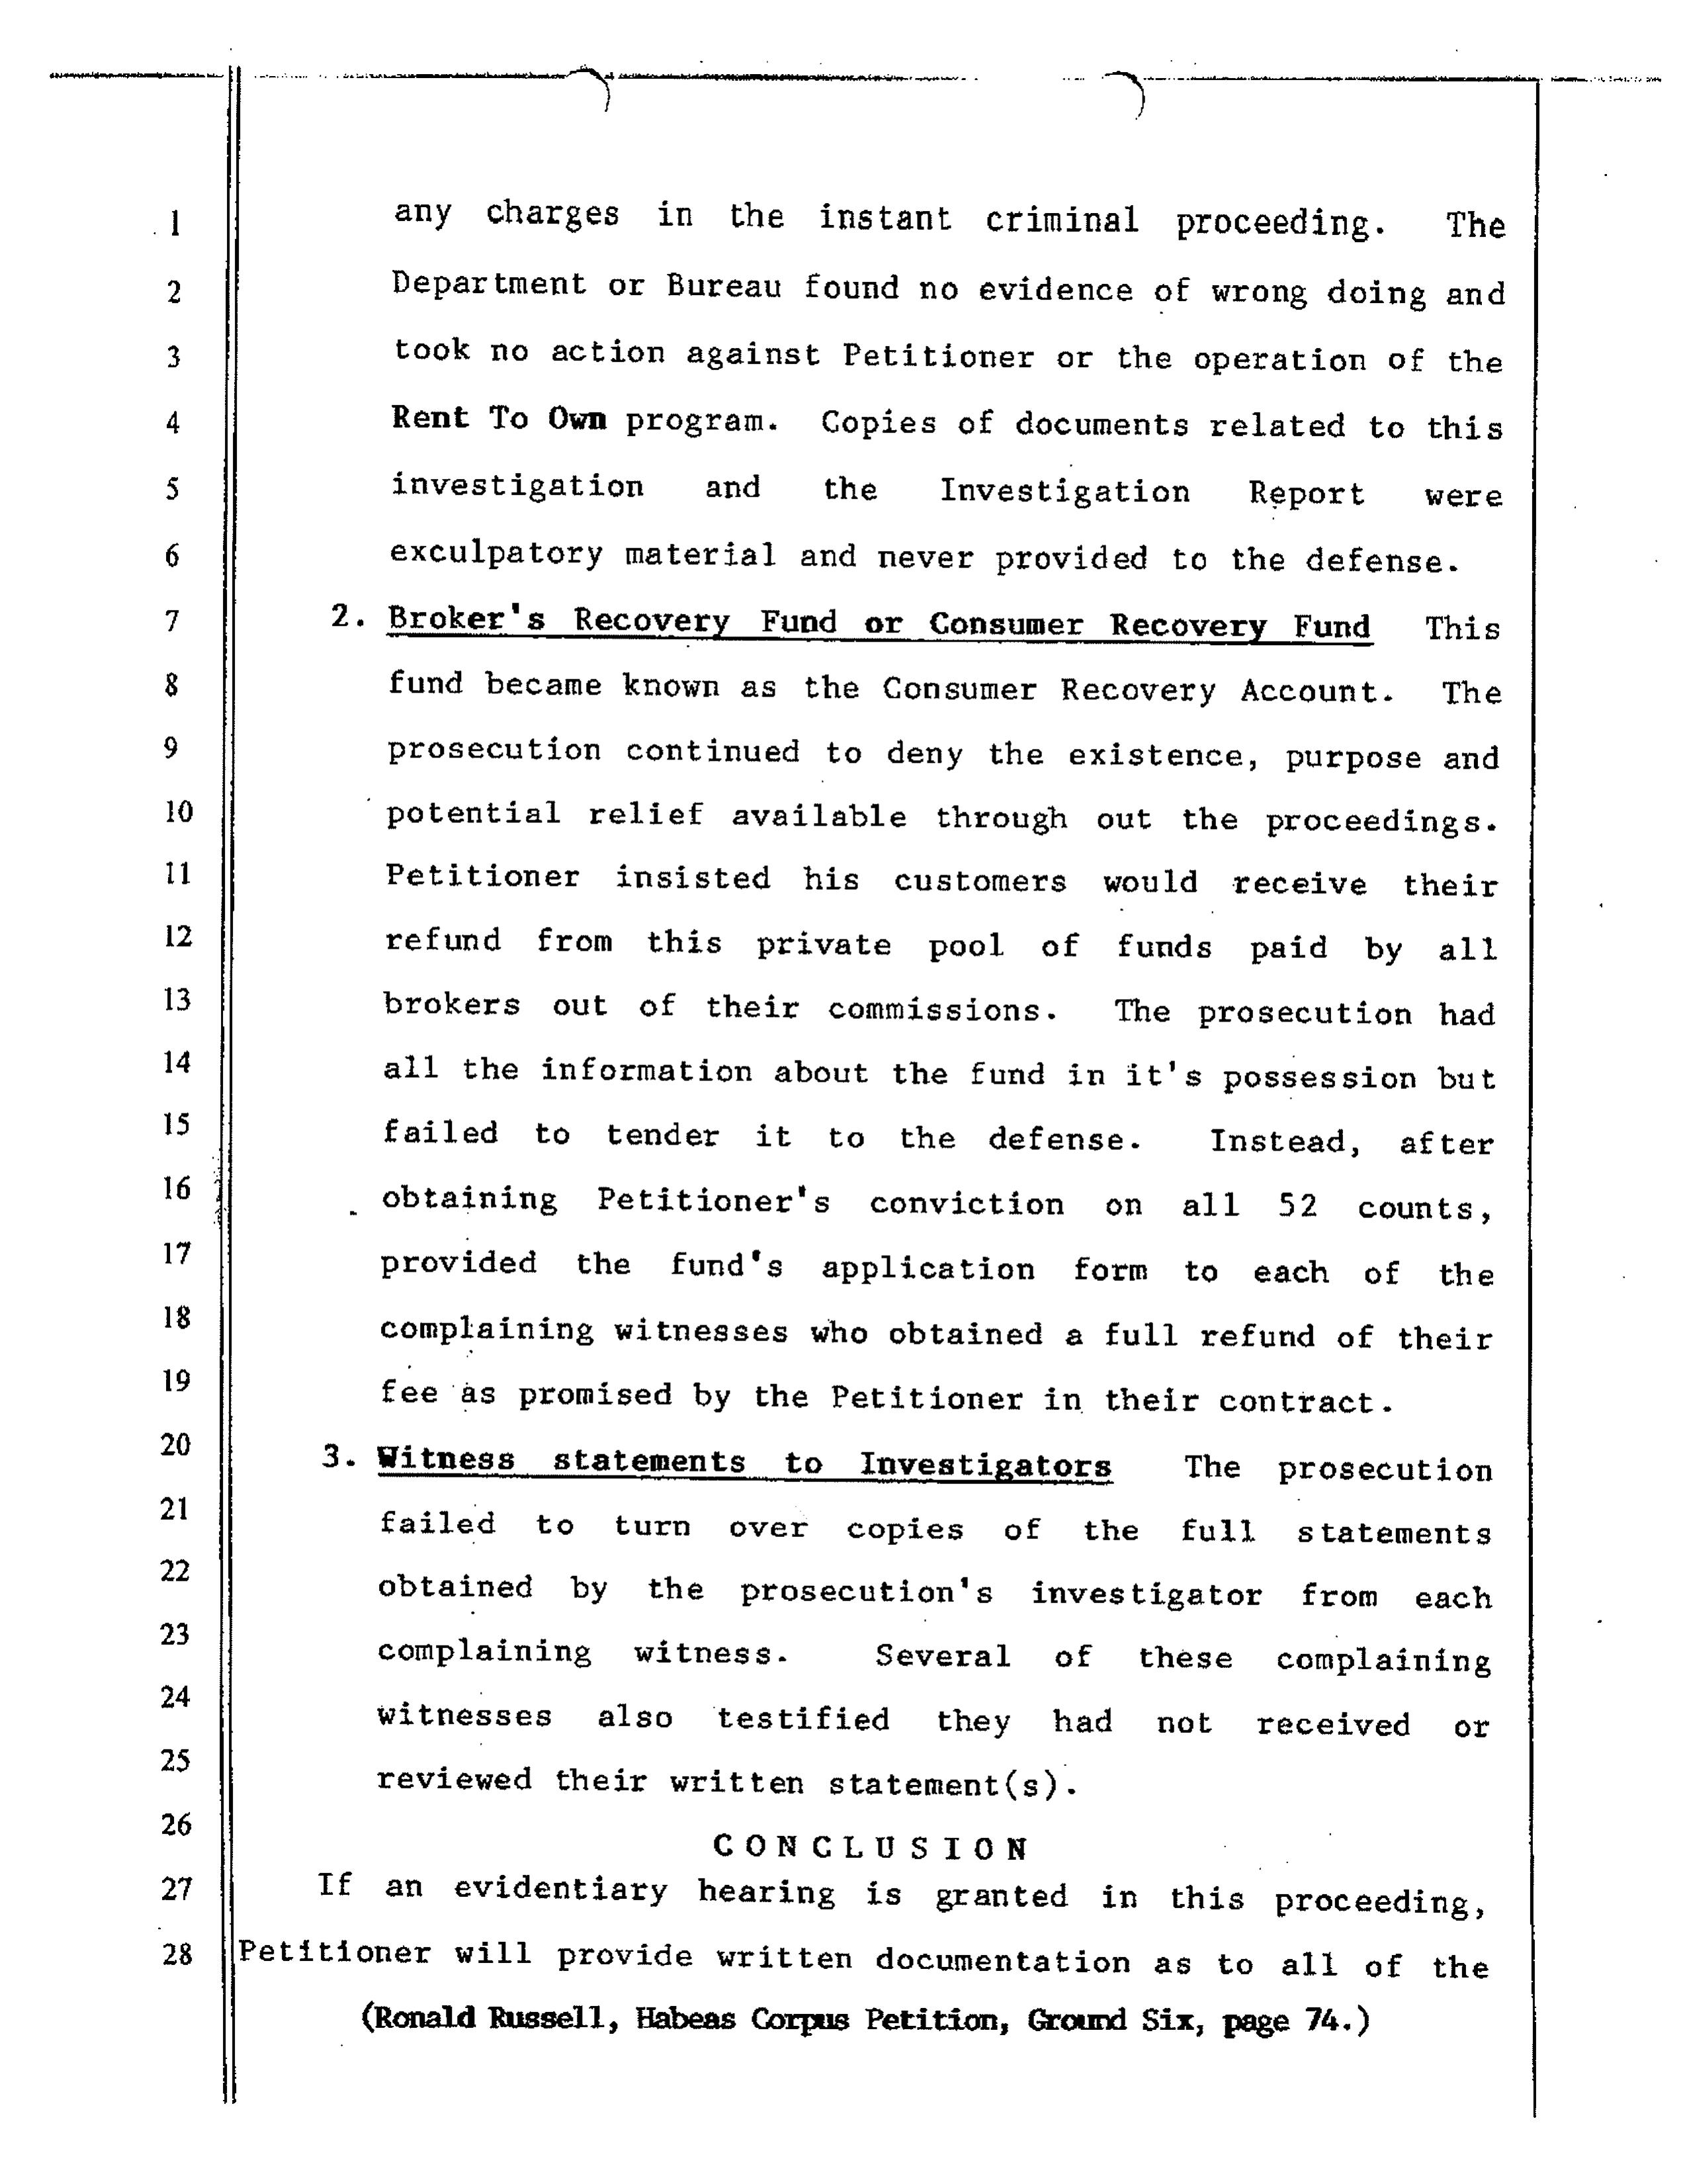 1 any charges in the instant criminal proceeding. The
2 Department or Bureau found no evidence of wrong doing and
3 took no action against Petitioner or the operation of the
4 Rent To Own program. Copies of documents related to this
5 investigation and the Investigation Report were
6 exculpatory material and never provided to the defense.
7 2. Broker's Recovery Fund or Consumer Recovery Fund This
8 fund became known as the Consumer Recovery Account. The
9 prosecution continued to deny the existence, purpose and
10 potential relief available through out the proceedings.
11 Petitioner insisted his customers would receive their
12 refund from this private pool of funds paid by all
13 brokers out of their commissions. The prosecution had
14 all the information about the fund in it's possession but
15 failed to tender it to the defense. Instead, after
16 obtaining Petitioner's conviction on all 52 counts,
17 provided the fund's application form to each of the
18 complaining witnesses who obtained a full refund of their
19 fee as promised by the Petitioner in their contract.
20 3. Witness statements to Investigators The prosecution
21 failed to turn over copies of the full statements
22 obtained by the prosecution's investigator from each
23 complaining witness. Several of these complaining
24 witnesses also testified they had not received or
25 reviewed their written statement(s).
26 CONCLUSION
27 If an evidentiary hearing is granted in this proceeding,
28 Petitioner will provide written documentation as to all of the
(Ronald Russell, Habeas Corpus Petition, Ground Six, page 74.)